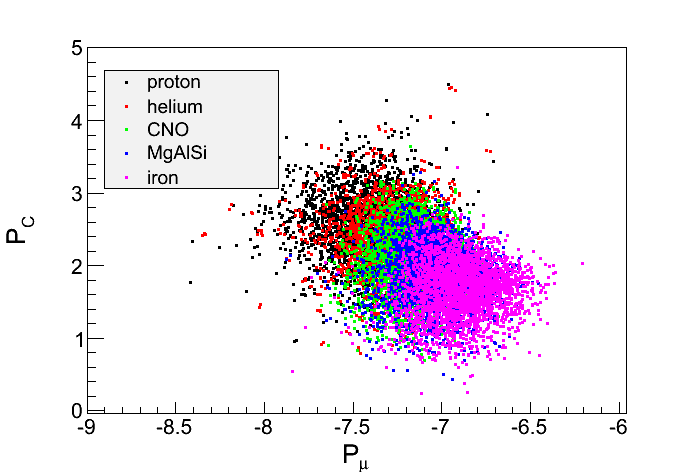 5
4
3
2
1
0
P_C
proton
helium
CNO
MgAlSi
iron
-9 -8.5 -8 -7.5 -7 -6.5 -6
P_μ